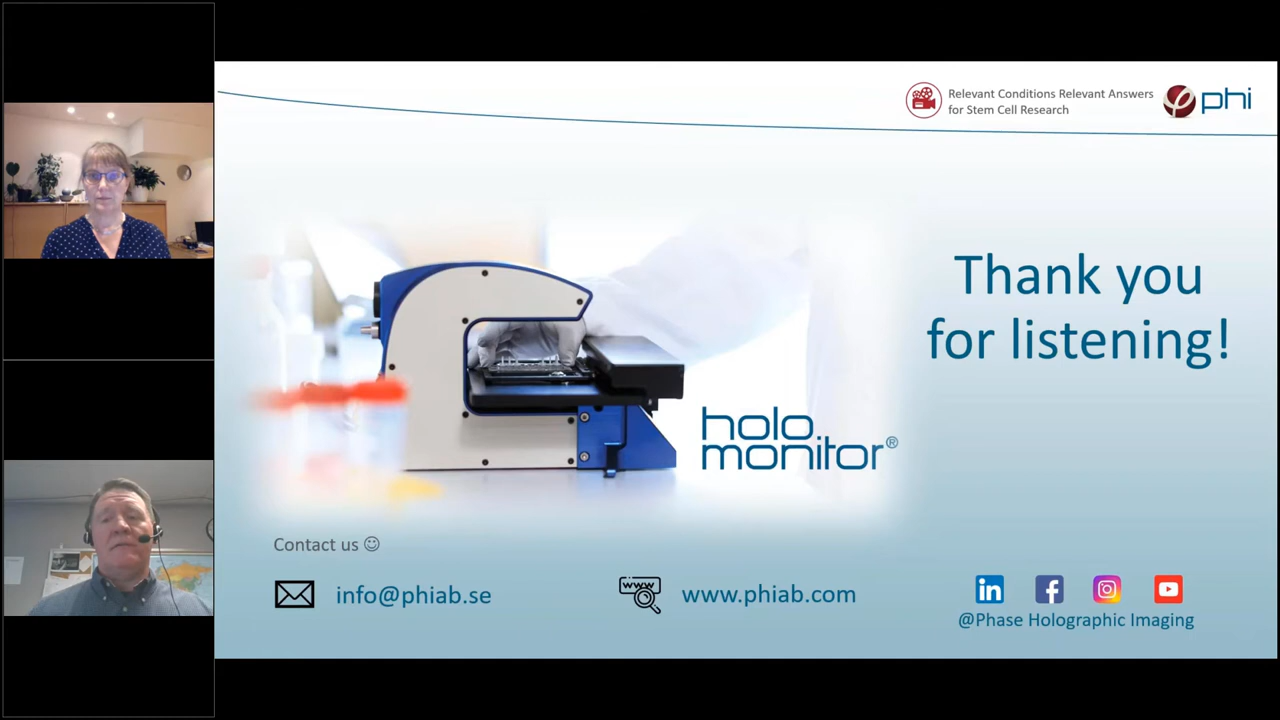 Relevant Conditions Relevant Answers
for Stem Cell Research
phi
Thank you
for listening!
holo
monitor®
Contact us ☺
www
info@phiab.se
www.phiab.com
in
f
@Phase Holographic Imaging